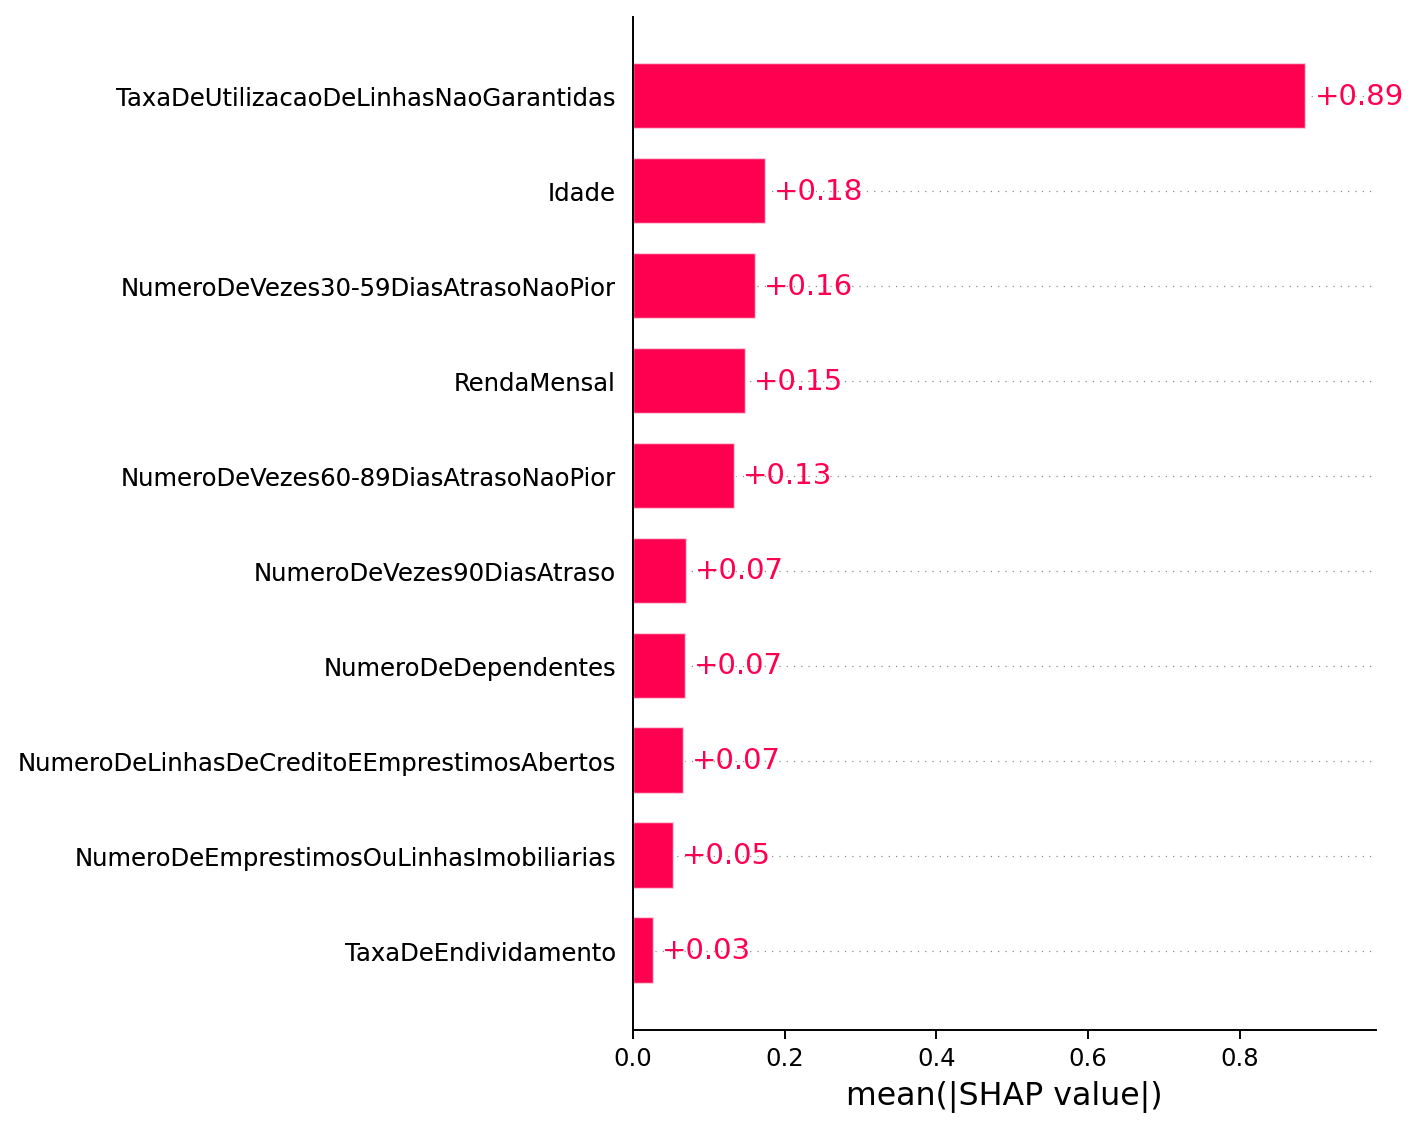 TaxaDeUtilizacaoDeLinhasNaoGarantidas +0.89
Idade +0.18
NumeroDeVezes30-59DiasAtrasoNaoPior +0.16
RendaMensal +0.15
NumeroDeVezes60-89DiasAtrasoNaoPior +0.13
NumeroDeVezes90DiasAtraso +0.07
NumeroDeDependentes +0.07
NumeroDeLinhasDeCreditoEEmprestimosAbertos +0.07
NumeroDeEmprestimosOuLinhasImobiliarias +0.05
TaxaDeEndividamento +0.03
0.0 0.2 0.4 0.6 0.8
mean(|SHAP value|)